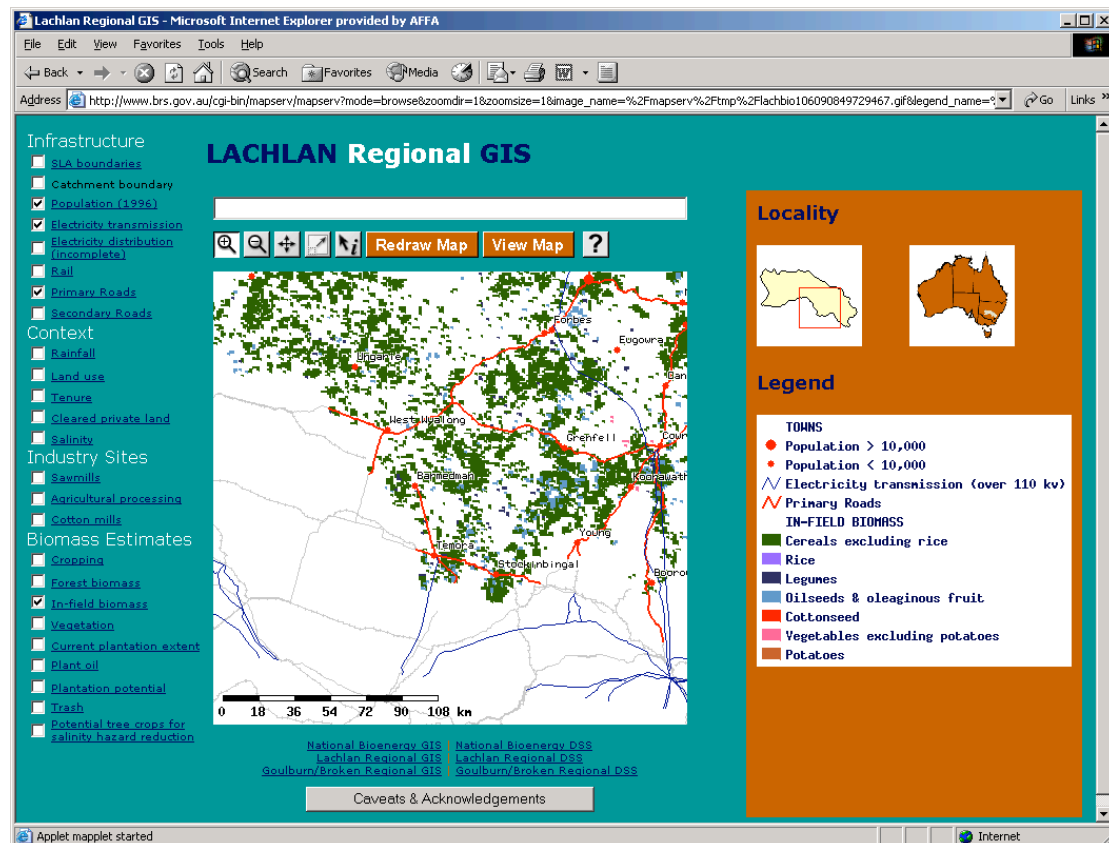 Lachlan Regional GIS - Microsoft Internet Explorer provided by AFFA
File Edit View Favorites Tools Help
Back Search Favorites Media
Address http://www.brs.gov.au/cgi-bin/mapserv/mapserv?mode=browse&zoomdir=1&zoomsize=1&image_name=%2Fmapserv%2Ftmp%2Flachbio106090849729467.gif&legend_name=% Go Links »
LACHLAN Regional GIS
Infrastructure
SLA boundaries
Catchment boundary
Population (1996)
Electricity transmission
Electricity distribution
(incomplete)
Rail
Primary Roads
Secondary Roads
Context
Rainfall
Land use
Tenure
Cleared private land
Salinity
Industry Sites
Sawmills
Agricultural processing
Cotton mills
Biomass Estimates
Cropping
Forest biomass
In-field biomass
Vegetation
Current plantation extent
Plant oil
Plantation potential
Trash
Potential tree crops for
salinity hazard reduction
Redraw Map View Map ?
Forbes
Eugowra
Ungarie
Can
West Wyalong
Grenfell
Cow
Barmedman
Koorawath
Young
Temora
Stockinbingal
Booro
0 18 36 54 72 90 108 km
National Bioenergy GIS | National Bioenergy DSS
Lachlan Regional GIS | Lachlan Regional DSS
Goulburn/Broken Regional GIS | Goulburn/Broken Regional DSS
Caveats & Acknowledgements
Locality
Legend
TOWNS
Population > 10,000
Population < 10,000
Electricity transmission (over 110 kv)
Primary Roads
IN-FIELD BIOMASS
Cereals excluding rice
Rice
Legumes
Oilseeds & oleaginous fruit
Cottonseed
Vegetables excluding potatoes
Potatoes
Applet mapplet started
Internet